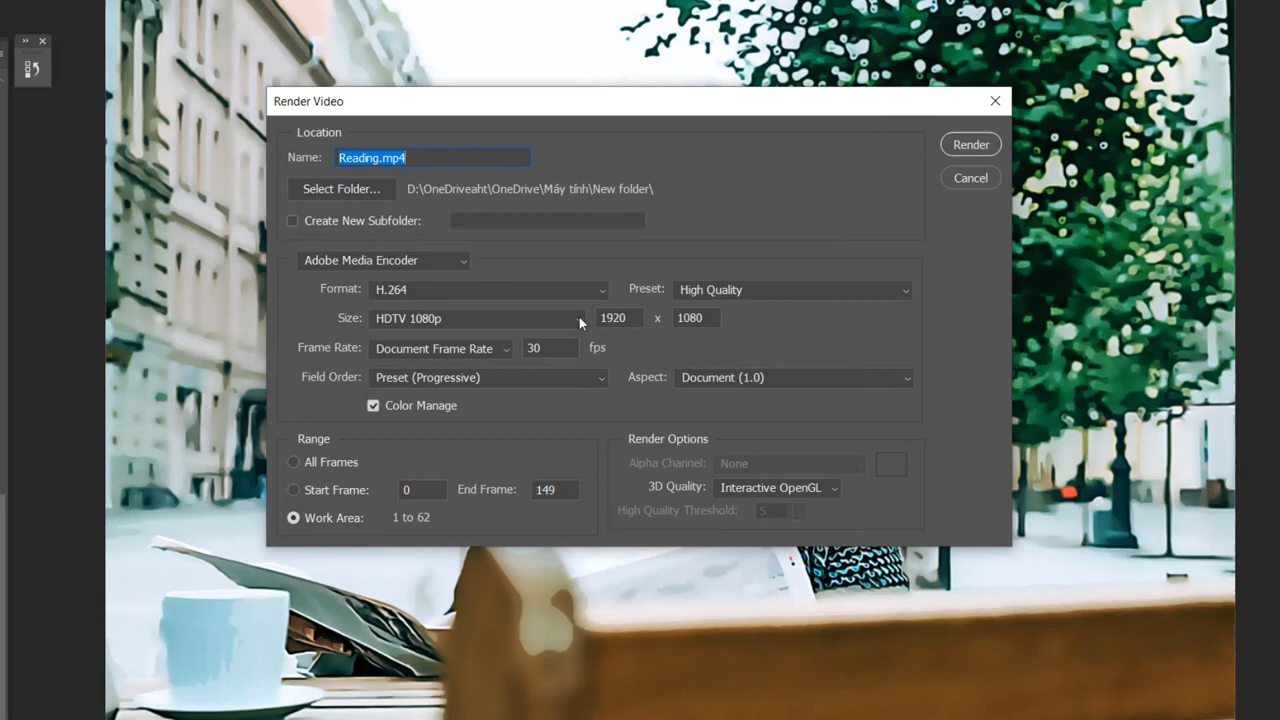 Render Video
Location
Name: Reading.mp4
Render
Select Folder... D:\OneDriveaht\OneDrive\Máy tính\New folder\
Cancel
Create New Subfolder:
Adobe Media Encoder
Format: H.264 Preset: High Quality
Size: HDTV 1080p 1920 x 1080
Frame Rate: Document Frame Rate 30 fps
Field Order: Preset (Progressive) Aspect: Document (1.0)
Color Manage
Range
All Frames
Start Frame: 0 End Frame: 149
Work Area: 1 to 62
Render Options
Alpha Channel: None
3D Quality: Interactive OpenGL
High Quality Threshold: 5